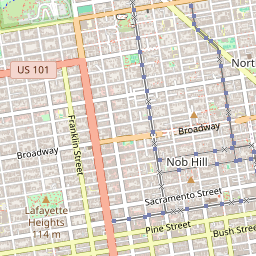 US 101
North
Franklin Street
Broadway
Broadway
Nob Hill
Sacramento Street
Lafayette
Heights
114 m
Pine Street
Bush Street